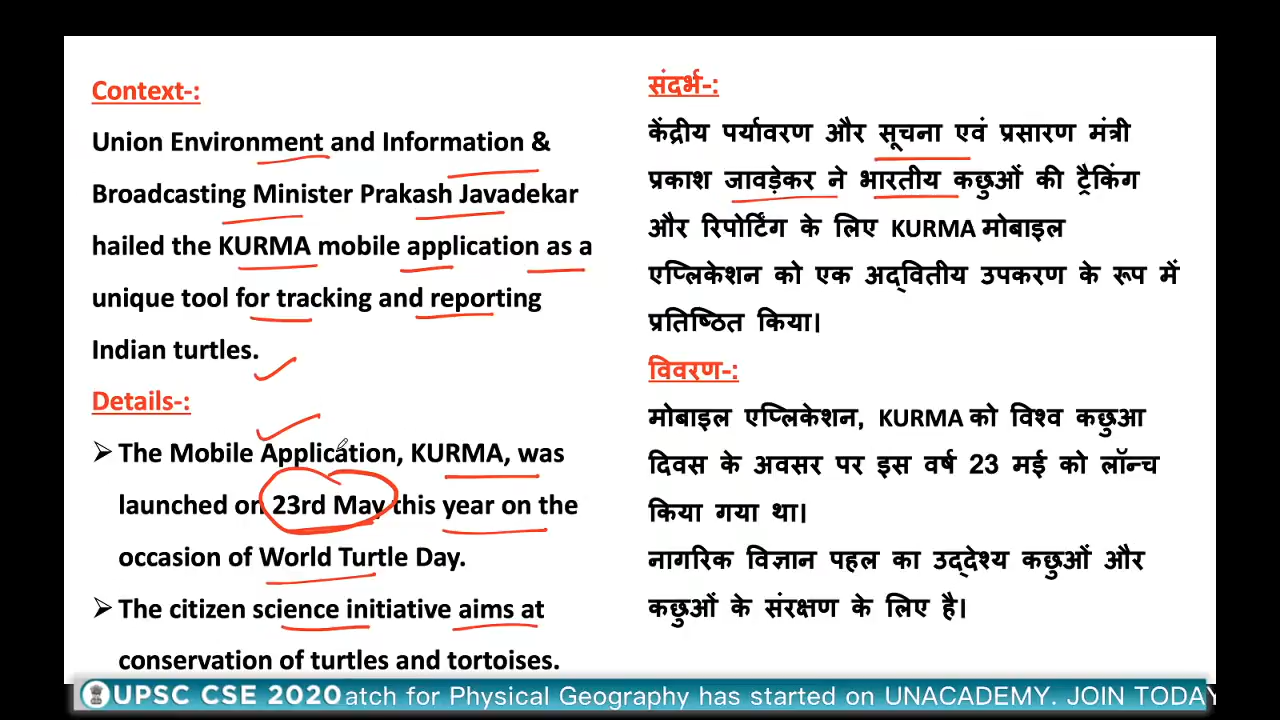 Context-:
Union Environment and Information &
Broadcasting Minister Prakash Javadekar
hailed the KURMA mobile application as a
unique tool for tracking and reporting
Indian turtles.
Details-:
➢ The Mobile Application, KURMA, was
launched on 23rd May this year on the
occasion of World Turtle Day.
➢ The citizen science initiative aims at
conservation of turtles and tortoises.
संदर्भ-:
केंद्रीय पर्यावरण और सूचना एवं प्रसारण मंत्री
प्रकाश जावड़ेकर ने भारतीय कछुओं की ट्रैकिंग
और रिपोर्टिंग के लिए KURMA मोबाइल
एप्लिकेशन को एक अद्वितीय उपकरण के रूप में
प्रतिष्ठित किया।
विवरण-:
मोबाइल एप्लिकेशन, KURMA को विश्व कछुआ
दिवस के अवसर पर इस वर्ष 23 मई को लॉन्च
किया गया था।
नागरिक विज्ञान पहल का उद्देश्य कछुओं और
कछुओं के संरक्षण के लिए है।
UPSC CSE 2020 atch for Physical Geography has started on UNACADEMY. JOIN TODAY